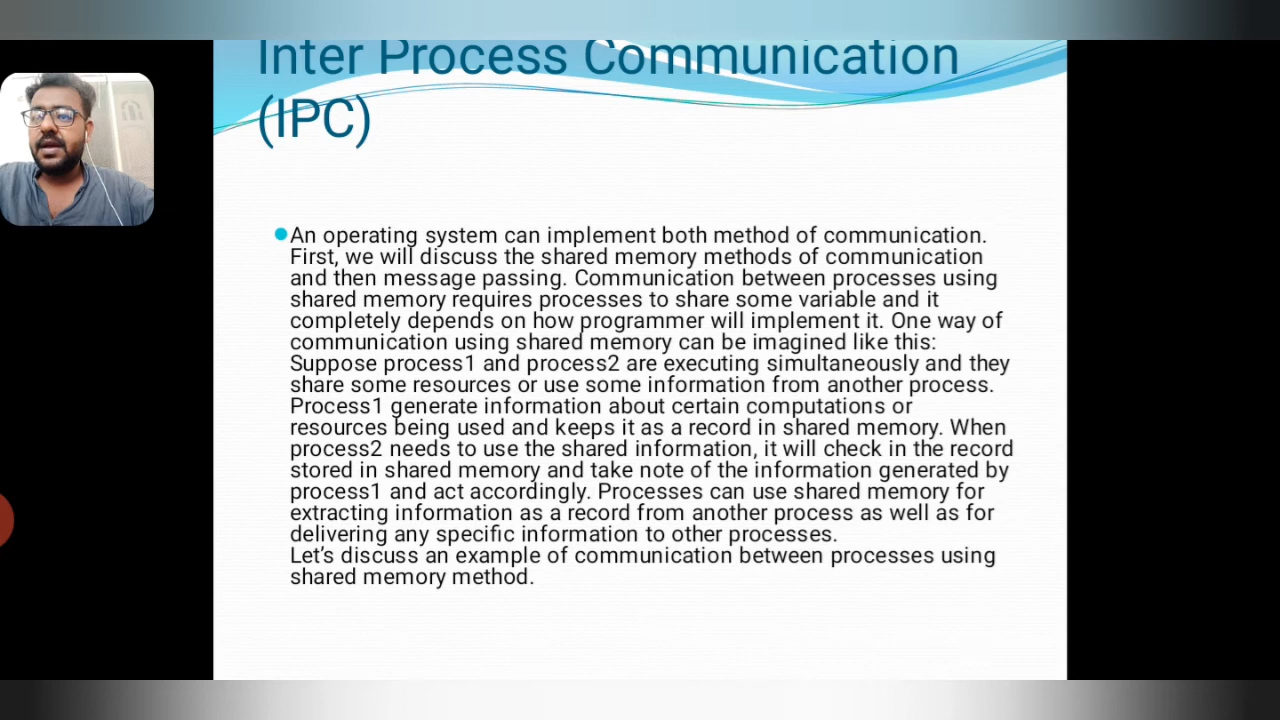 Inter Process Communication
(IPC)
An operating system can implement both method of communication.
First, we will discuss the shared memory methods of communication
and then message passing. Communication between processes using
shared memory requires processes to share some variable and it
completely depends on how programmer will implement it. One way of
communication using shared memory can be imagined like this:
Suppose process1 and process2 are executing simultaneously and they
share some resources or use some information from another process.
Process1 generate information about certain computations or
resources being used and keeps it as a record in shared memory. When
process2 needs to use the shared information, it will check in the record
stored in shared memory and take note of the information generated by
process1 and act accordingly. Processes can use shared memory for
extracting information as a record from another process as well as for
delivering any specific information to other processes.
Let’s discuss an example of communication between processes using
shared memory method.